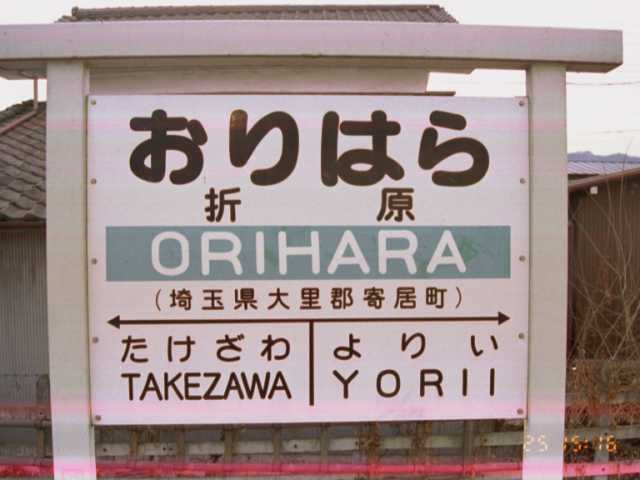 おりはら
折原
ORIHARA
(埼玉県大里郡寄居町)
たけざわ よりい
TAKEZAWA YORII
25 15:16